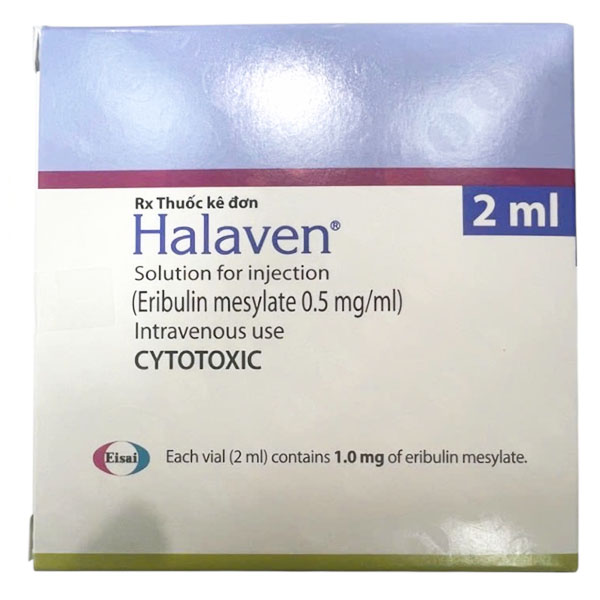 Rx Thuốc kê đơn
Halaven®
2 ml
Solution for injection
(Eribulin mesylate 0.5 mg/ml)
Intravenous use
CYTOTOXIC
Eisai
Each vial (2 ml) contains 1.0 mg of eribulin mesylate.